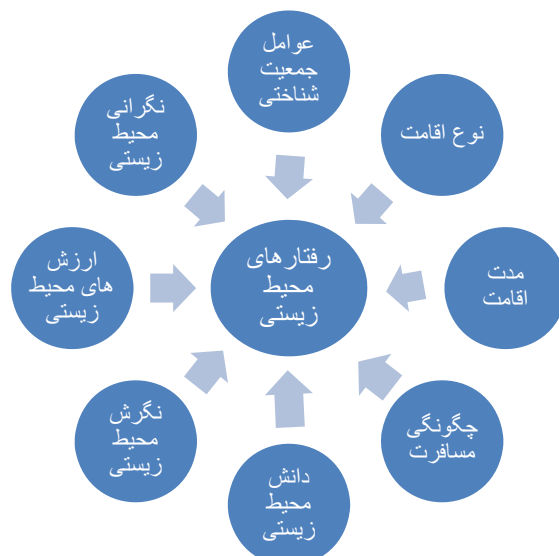 عوامل
جمعیت
شناختی
نوع اقامت
مدت
اقامت
چگونگی
مسافرت
دانش
محیط
زیستی
نگرش
محیط
زیستی
ارزش
های محیط
زیستی
نگرانی
محیط
زیستی
رفتارهای
محیط
زیستی